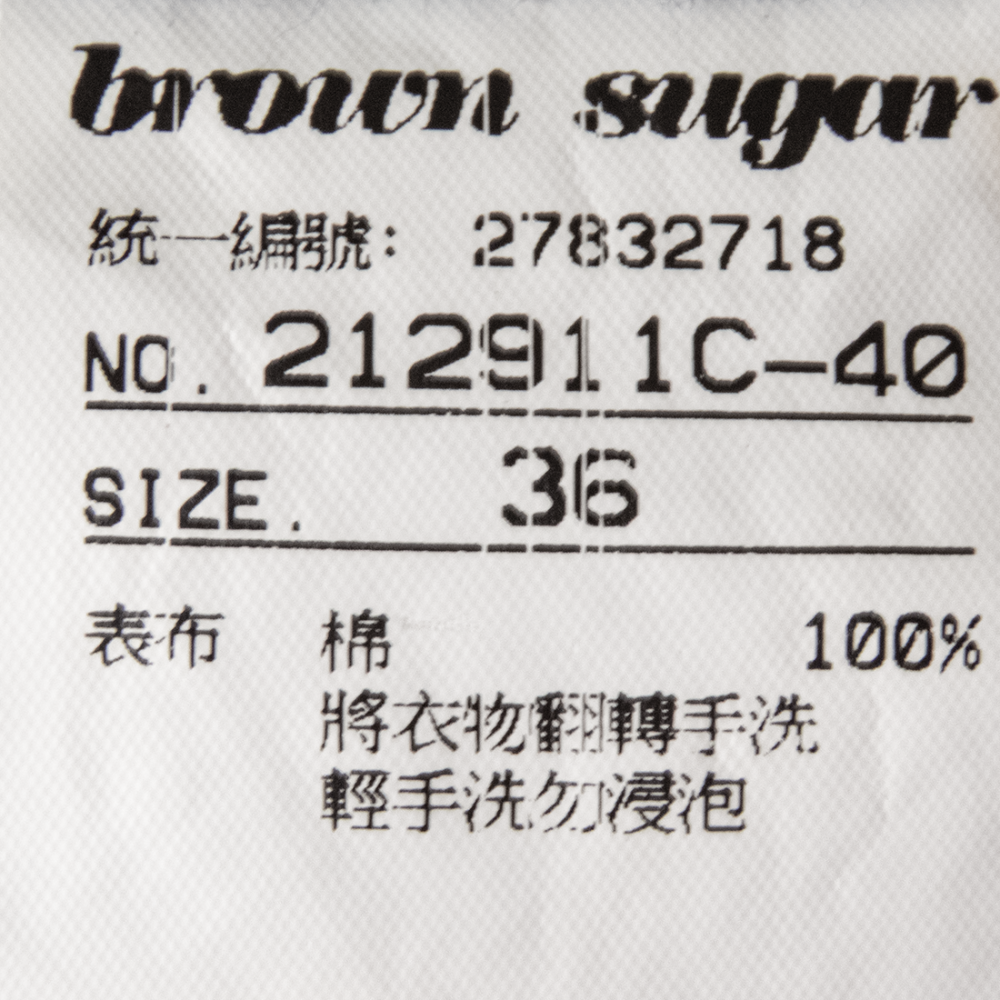 brown sugar
統一編號: 27832718
NO. 212911C-40
SIZE. 36
表布 棉 100%
將衣物翻轉手洗
輕手洗勿浸泡